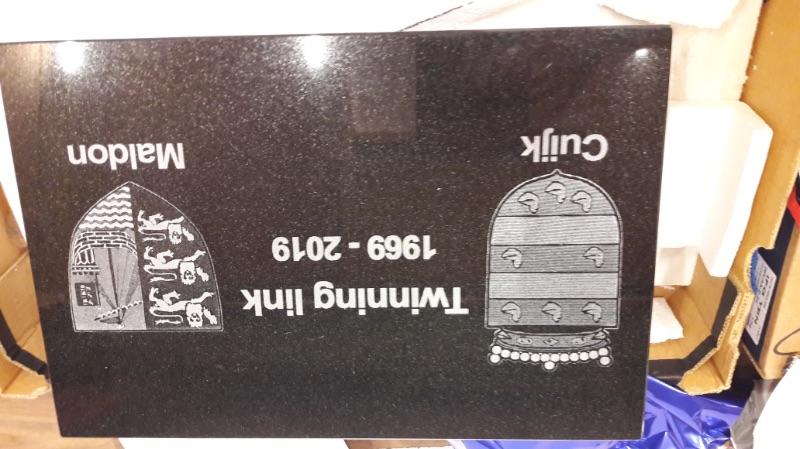 Twinning link
1969 - 2019
Cuijk
Maldon